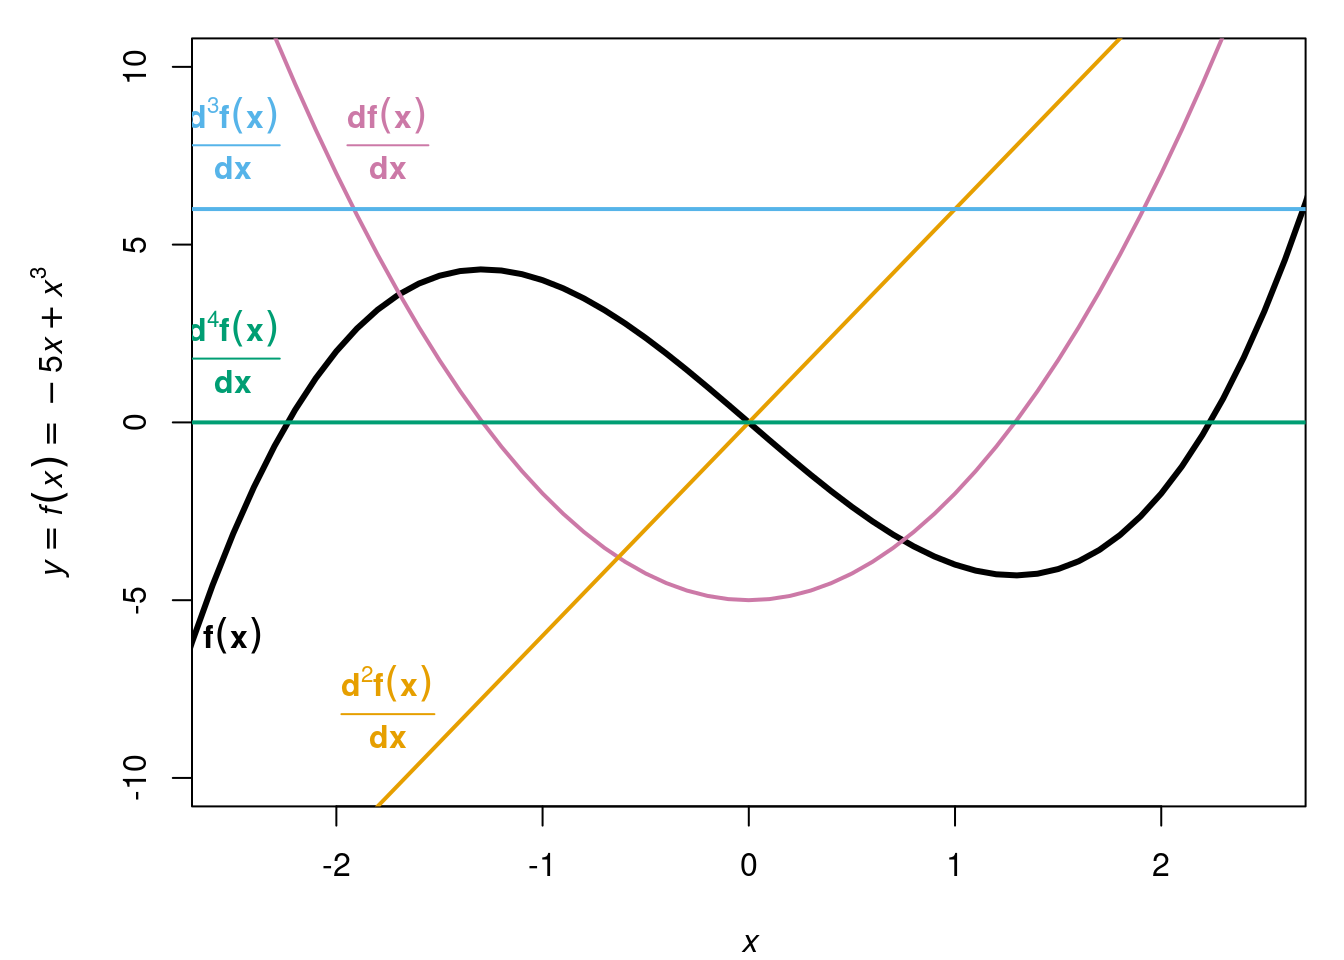 d³f(x)
dx
df(x)
dx
d⁴f(x)
dx
f(x)
d²f(x)
dx
y = f(x) = − 5x + x³
10
5
0
-5
-10
-2
-1
0
1
2
x